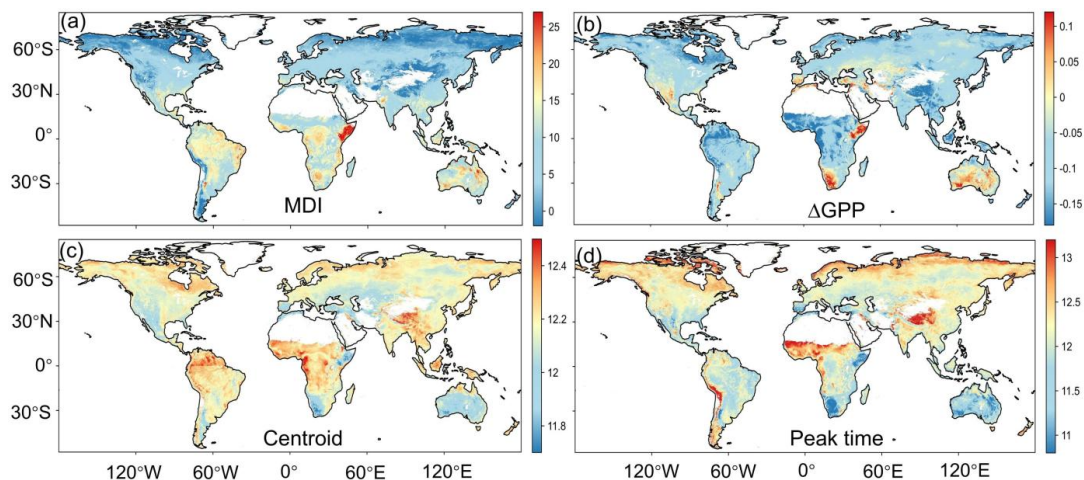 (a)
60°S
30°N
0°
30°S
MDI
25
20
15
10
5
0
(b)
ΔGPP
0.10
0.05
0
-0.05
-0.10
-0.15
(c)
60°S
30°N
0°
30°S
Centroid
12.4
12.2
12
11.8
(d)
Peak time
13
12.5
12
11.5
11
120°W
60°W
0°
60°E
120°E
120°W
60°W
0°
60°E
120°E